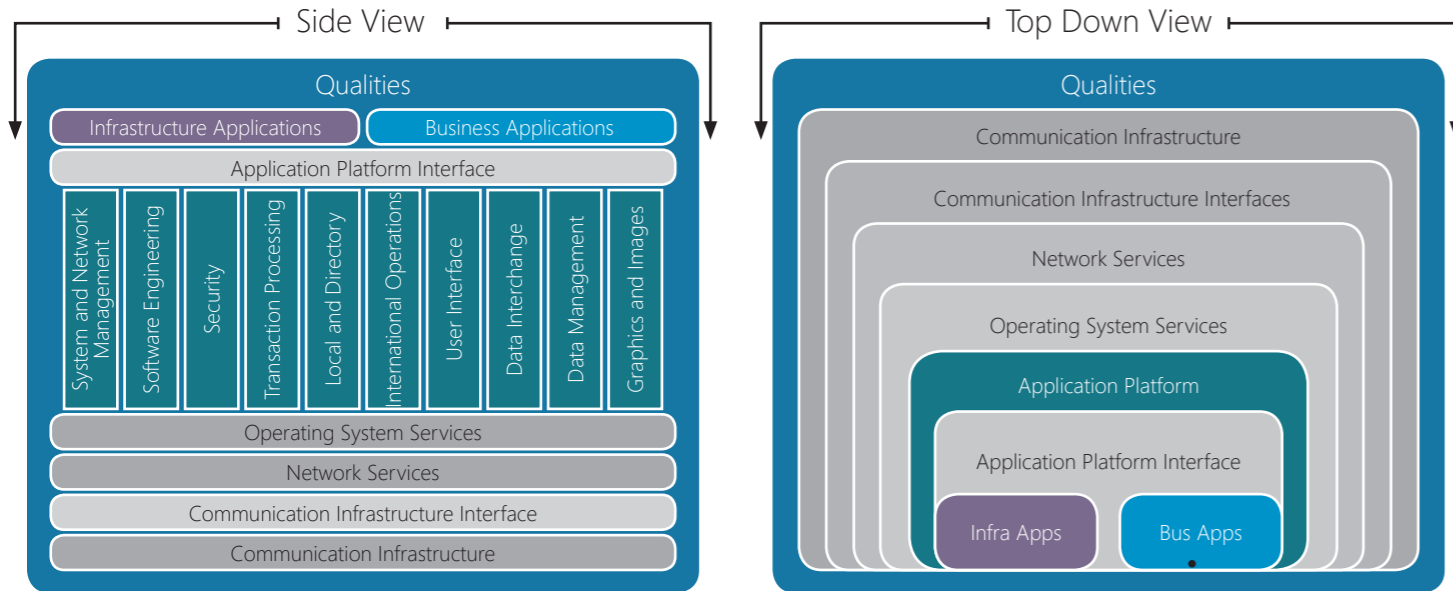 Side View
Qualities
Infrastructure Applications
Business Applications
Application Platform Interface
System and Network
Management
Software Engineering
Security
Transaction Processing
Local and Directory
International Operations
User Interface
Data Interchange
Data Management
Graphics and Images
Operating System Services
Network Services
Communication Infrastructure Interface
Communication Infrastructure
Top Down View
Qualities
Communication Infrastructure
Communication Infrastructure Interfaces
Network Services
Operating System Services
Application Platform
Application Platform Interface
Infra Apps
Bus Apps